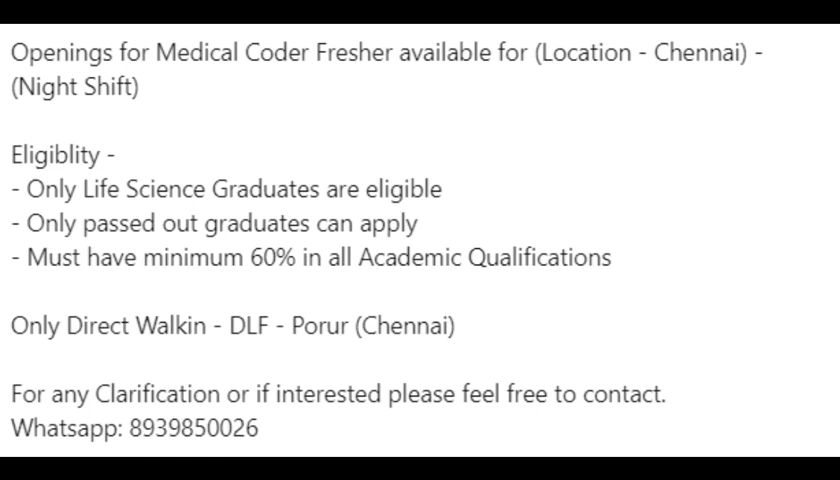 Openings for Medical Coder Fresher available for (Location - Chennai) -
(Night Shift)
Eligiblity -
- Only Life Science Graduates are eligible
- Only passed out graduates can apply
- Must have minimum 60% in all Academic Qualifications
Only Direct Walkin - DLF - Porur (Chennai)
For any Clarification or if interested please feel free to contact.
Whatsapp: 8939850026